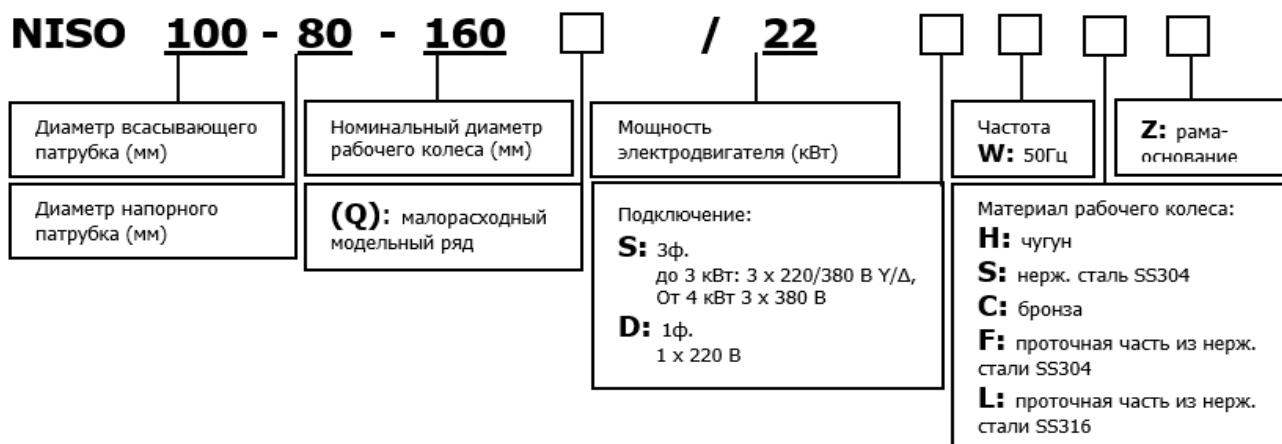 NISO 100 - 80 - 160 / 22
Диаметр всасывающего
патрубка (мм)
Диаметр напорного
патрубка (мм)
Номинальный диаметр
рабочего колеса (мм)
(Q): малорасходный
модельный ряд
Мощность
электродвигателя (кВт)
Подключение:
S: 3ф.
до 3 кВт: 3 x 220/380 В Y/Δ,
От 4 кВт 3 x 380 В
D: 1ф.
1 x 220 В
Частота
W: 50Гц
Z: рама-
основание
Материал рабочего колеса:
H: чугун
S: нерж. сталь SS304
C: бронза
F: проточная часть из нерж.
стали SS304
L: проточная часть из нерж.
стали SS316